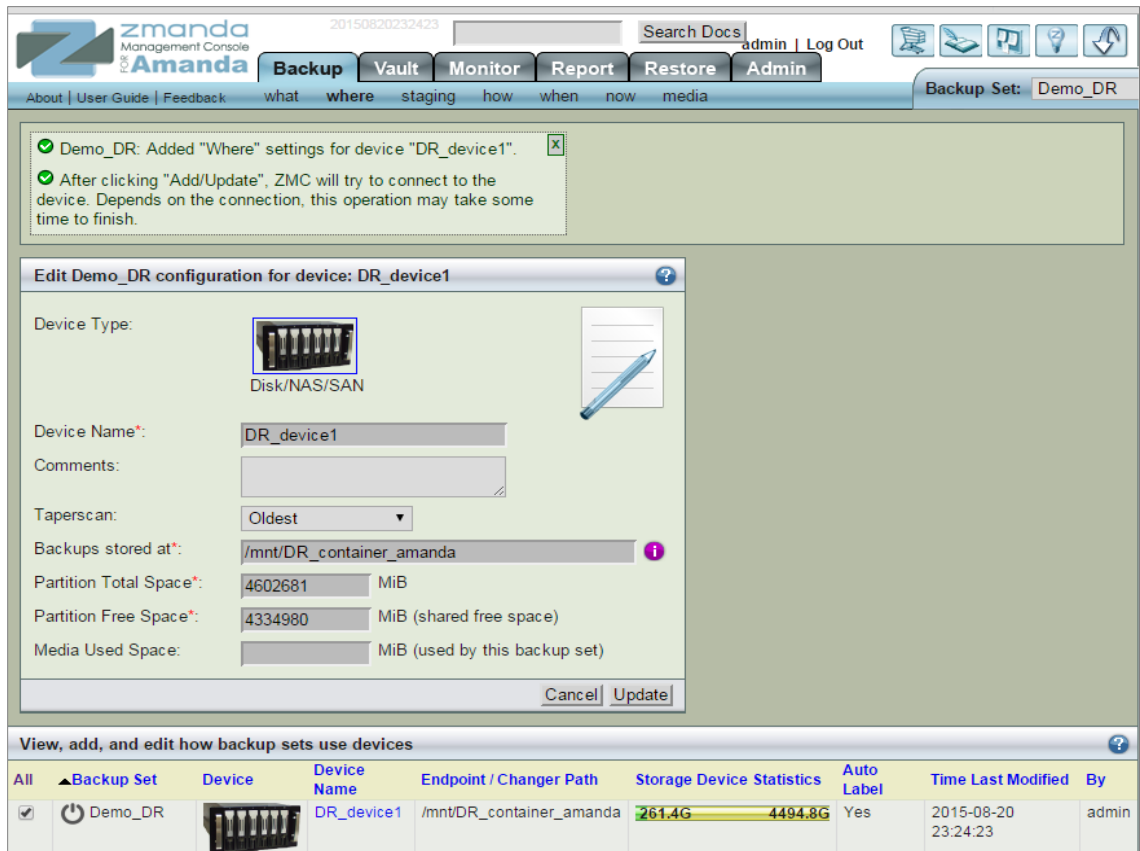 zmanda
Management Console
FOR Amanda
20150820232423
Search Docs
admin | Log Out
Backup Vault Monitor Report Restore Admin
About | User Guide | Feedback
what where staging how when now media
Backup Set: Demo_DR
Demo_DR: Added "Where" settings for device "DR_device1". X
After clicking "Add/Update", ZMC will try to connect to the
device. Depends on the connection, this operation may take some
time to finish.
Edit Demo_DR configuration for device: DR_device1 ?
Device Type:
Disk/NAS/SAN
Device Name*: DR_device1
Comments:
Taperscan: Oldest
Backups stored at*: /mnt/DR_container_amanda i
Partition Total Space*: 4602681 MiB
Partition Free Space*: 4334980 MiB (shared free space)
Media Used Space: MiB (used by this backup set)
Cancel Update
View, add, and edit how backup sets use devices ?
All Backup Set Device Device Name Endpoint / Changer Path Storage Device Statistics Auto Label Time Last Modified By
Demo_DR DR_device1 /mnt/DR_container_amanda 261.4G 4494.8G Yes 2015-08-20 23:24:23 admin